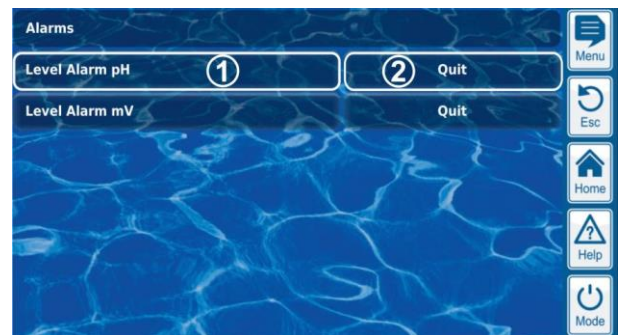 Alarms
Menu
Level Alarm pH ① ② Quit
Level Alarm mV Quit
Esc
Home
?
Help
Mode